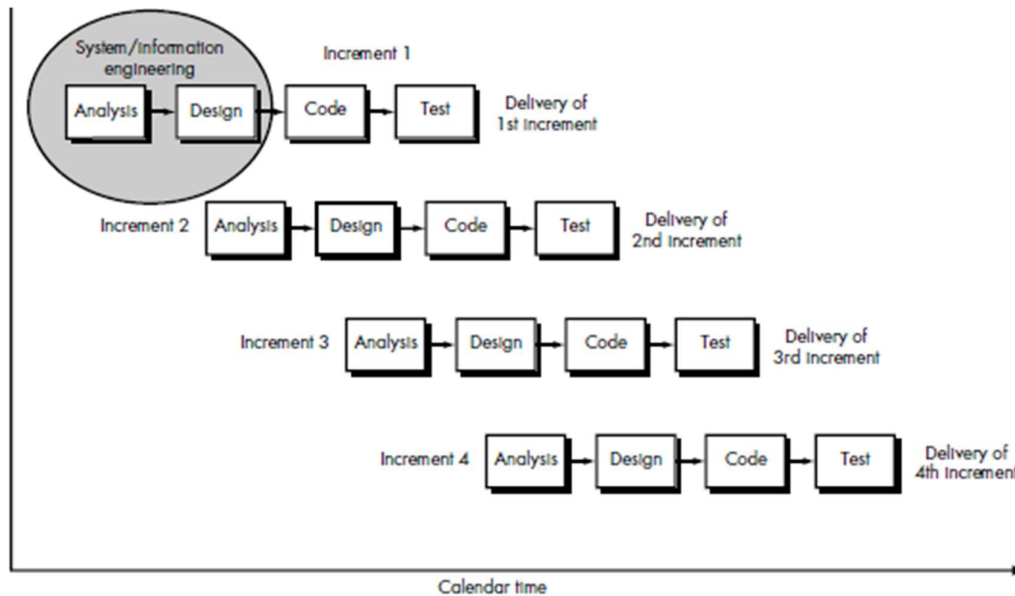 System/information
engineering
Increment 1
Analysis
Design
Code
Test
Delivery of
1st increment
Increment 2
Analysis
Design
Code
Test
Delivery of
2nd increment
Increment 3
Analysis
Design
Code
Test
Delivery of
3rd increment
Increment 4
Analysis
Design
Code
Test
Delivery of
4th increment
Calendar time